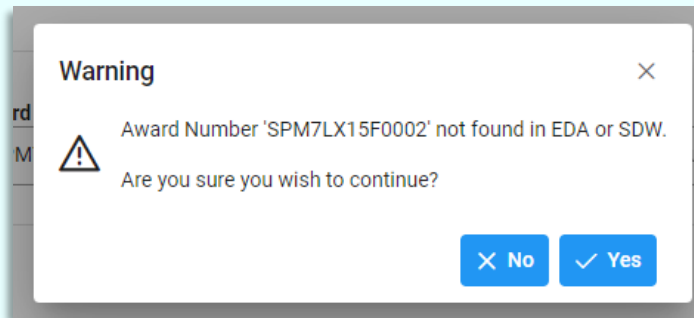 Warning
rd
Award Number 'SPM7LX15F0002' not found in EDA or SDW.
M
Are you sure you wish to continue?
No
Yes